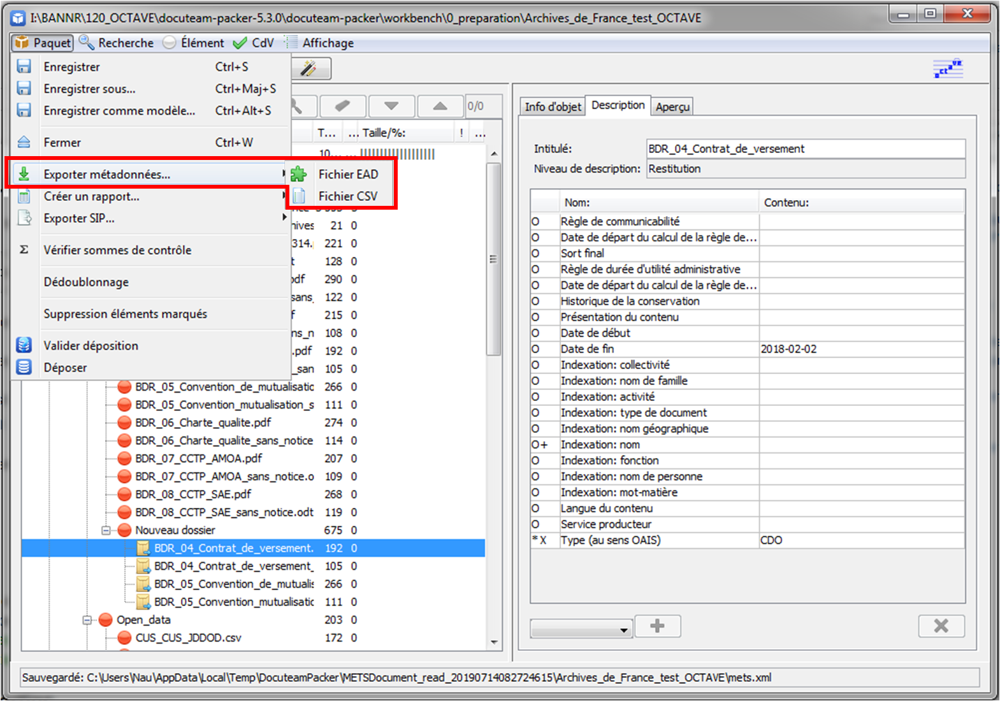 I:\BANNR\120_OCTAVE\docuteam-packer-5.3.0\docuteam-packer\workbench\0_preparation\Archives_de_France_test_OCTAVE
Paquet Recherche Élément CdV Affichage
Enregistrer Ctrl+S
Enregistrer sous... Ctrl+Maj+S
Enregistrer comme modèle... Ctrl+Alt+S
Fermer Ctrl+W
Exporter métadonnées...
Fichier EAD
Fichier CSV
Créer un rapport...
Exporter SIP...
Σ Vérifier sommes de contrôle
Dédoublonnage
Suppression éléments marqués
Valider déposition
Déposer
octave
0/0
T... ... Taille/%: ! ...
10... ...
hives 21 0
314. 221 0
t 128 0
pdf 290 0
sans_ 122 0
f 215 0
ns_n 108 0
.pdf 192 0
_san 105 0
BDR_05_Convention_de_mutualisatio 266 0
BDR_05_Convention_mutualisation_s 111 0
BDR_06_Charte_qualite.pdf 274 0
BDR_06_Charte_qualite_sans_notice 114 0
BDR_07_CCTP_AMOA.pdf 207 0
BDR_07_CCTP_AMOA_sans_notice.o 109 0
BDR_08_CCTP_SAE.pdf 268 0
BDR_08_CCTP_SAE_sans_notice.odt 119 0
Nouveau dossier 675 0
BDR_04_Contrat_de_versement. 192 0
BDR_04_Contrat_de_versement_ 105 0
BDR_05_Convention_de_mutualis 266 0
BDR_05_Convention_mutualisatio 111 0
Open_data 203 0
CUS_CUS_JDDOD.csv 172 0
Info d'objet Description Aperçu
Intitulé: BDR_04_Contrat_de_versement
Niveau de description: Restitution
Nom: Contenu:
O Règle de communicabilité
O Date de départ du calcul de la règle de...
O Sort final
O Règle de durée d'utilité administrative
O Date de départ du calcul de la règle de...
O Historique de la conservation
O Présentation du contenu
O Date de début
O Date de fin 2018-02-02
O Indexation: collectivité
O Indexation: nom de famille
O Indexation: activité
O Indexation: type de document
O Indexation: nom géographique
O+ Indexation: nom
O Indexation: fonction
O Indexation: nom de personne
O Indexation: mot-matière
O Langue du contenu
O Service producteur
*X Type (au sens OAIS) CDO
Sauvegardé: C:\Users\Nau\AppData\Local\Temp\DocuteamPacker\METSDocument_read_20190714082724615\Archives_de_France_test_OCTAVE\mets.xml